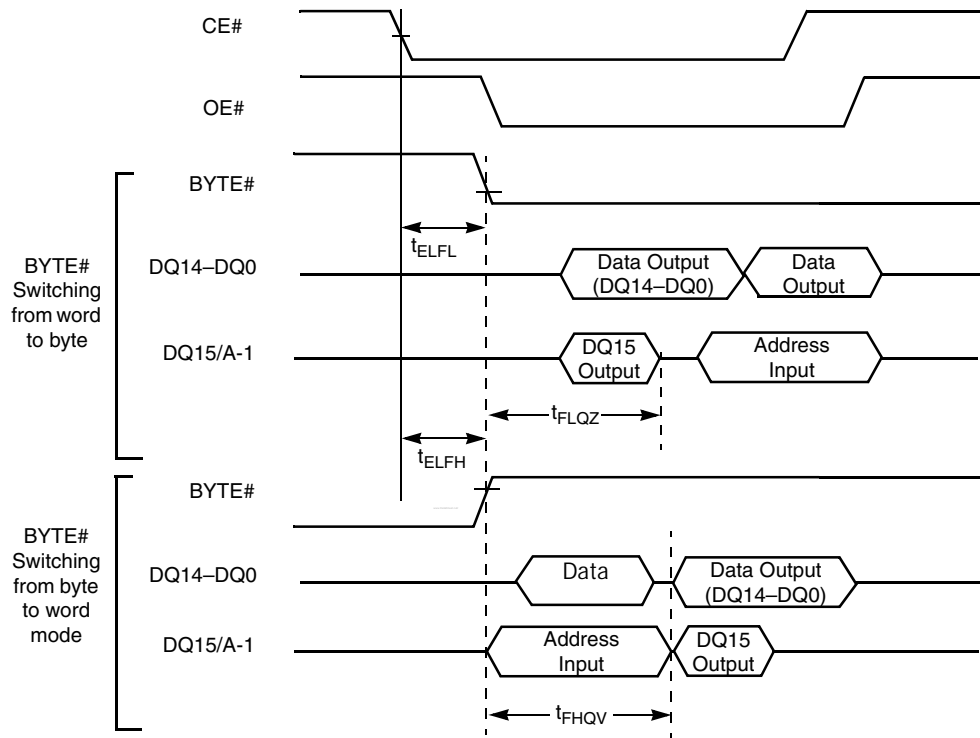 CE#
OE#
BYTE#
tELFL
BYTE#
Switching
from word
to byte
DQ14–DQ0
Data Output
(DQ14–DQ0)
Data
Output
DQ15/A-1
DQ15
Output
Address
Input
tFLQZ
tELFH
BYTE#
BYTE#
Switching
from byte
to word
mode
DQ14–DQ0
Data
Data Output
(DQ14–DQ0)
DQ15/A-1
Address
Input
DQ15
Output
tFHQV